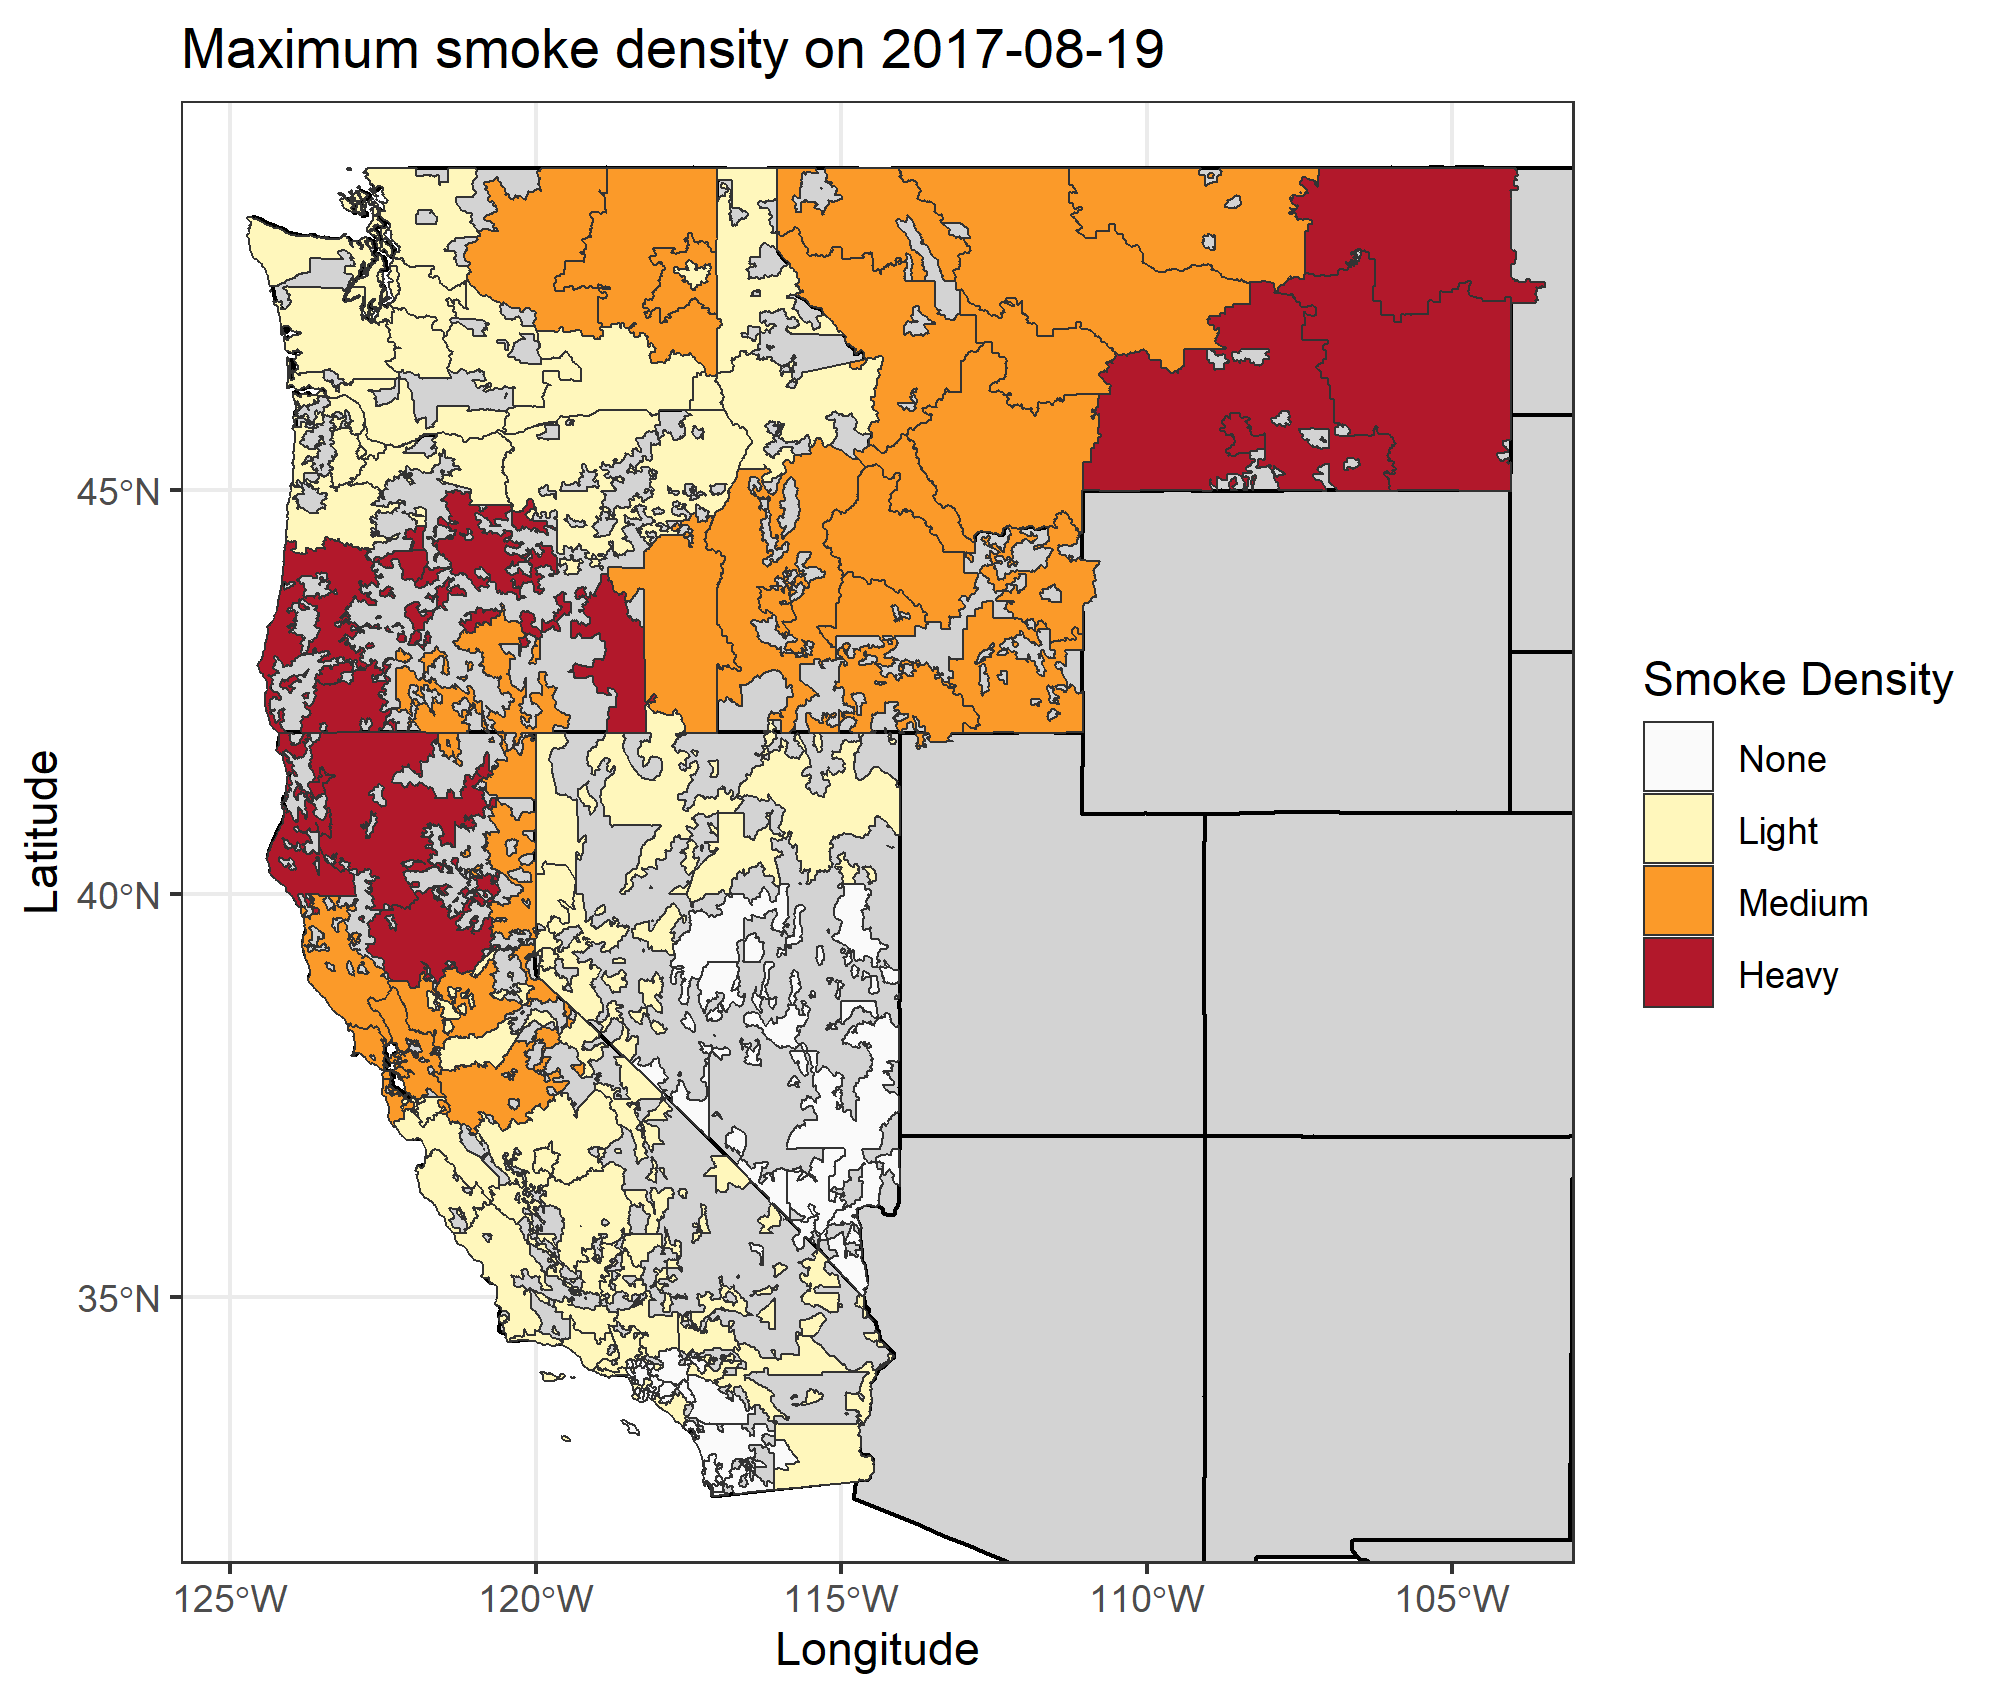 Maximum smoke density on 2017-08-19
45°N
40°N
35°N
Latitude
125°W
120°W
115°W
110°W
105°W
Longitude
Smoke Density
None
Light
Medium
Heavy